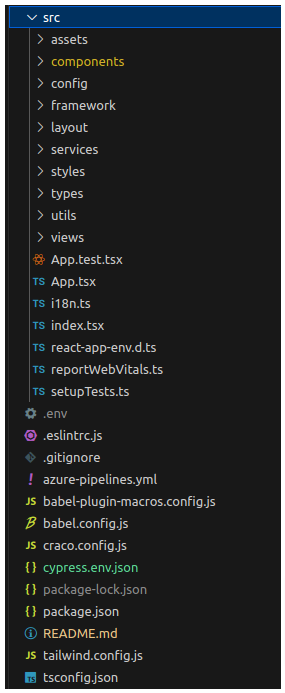 src
assets
components
config
framework
layout
services
styles
types
utils
views
App.test.tsx
TS App.tsx
TS i18n.ts
TS index.tsx
TS react-app-env.d.ts
TS reportWebVitals.ts
TS setupTests.ts
.env
.eslintrc.js
.gitignore
! azure-pipelines.yml
JS babel-plugin-macros.config.js
babel.config.js
JS craco.config.js
{ } cypress.env.json
{ } package-lock.json
{ } package.json
README.md
JS tailwind.config.js
TS tsconfig.json